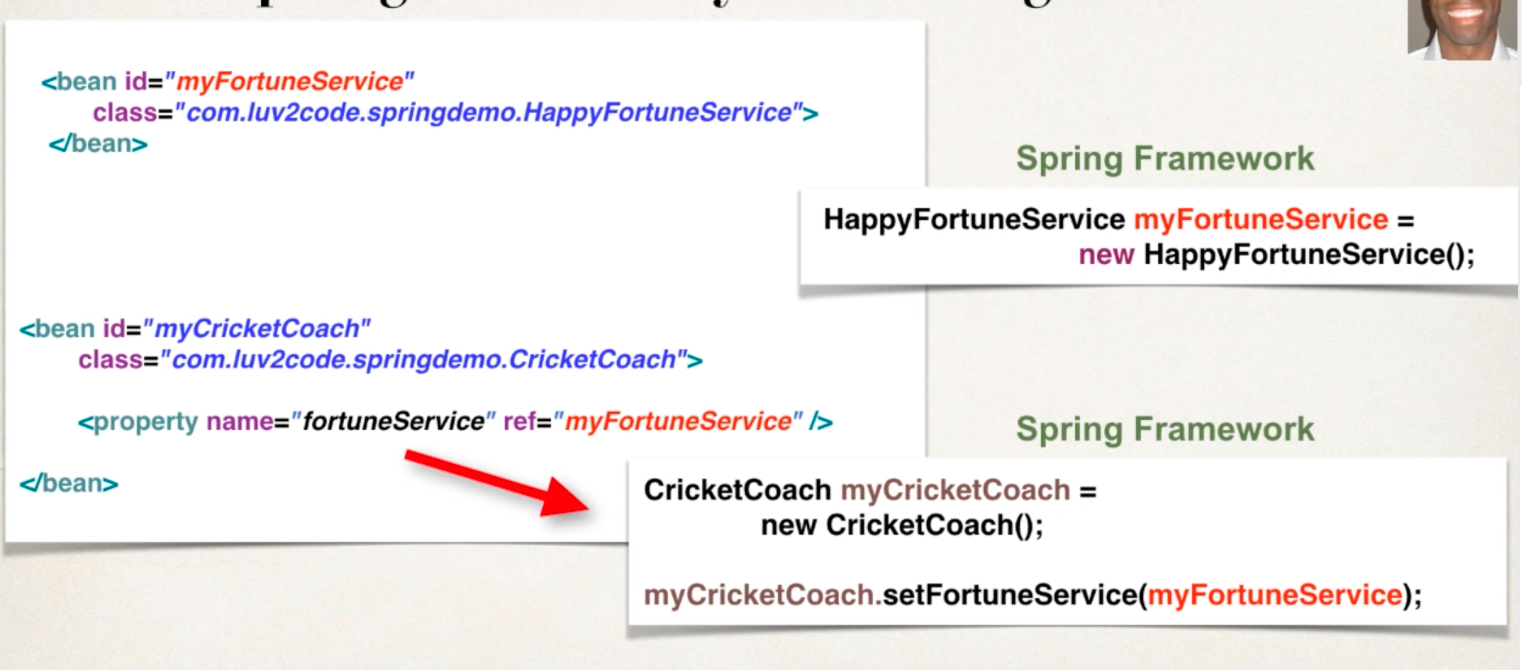 <bean id="myFortuneService"
class="com.luv2code.springdemo.HappyFortuneService">
</bean>
Spring Framework
HappyFortuneService myFortuneService =
new HappyFortuneService();
<bean id="myCricketCoach"
class="com.luv2code.springdemo.CricketCoach">
<property name="fortuneService" ref="myFortuneService" />
</bean>
Spring Framework
CricketCoach myCricketCoach =
new CricketCoach();
myCricketCoach.setFortuneService(myFortuneService);